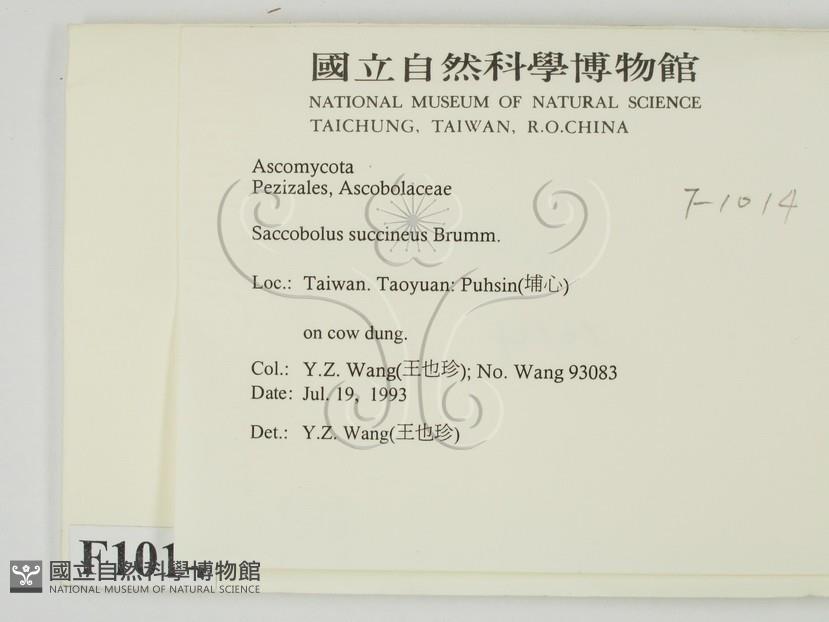 國立自然科學博物館
NATIONAL MUSEUM OF NATURAL SCIENCE
TAICHUNG, TAIWAN, R.O.CHINA
Ascomycota
Pezizales, Ascobolaceae
7-1014
Saccobolus succineus Brumm.
Loc.: Taiwan. Taoyuan: Puhsin(埔心)
on cow dung.
Col.: Y.Z. Wang(王也珍); No. Wang 93083
Date: Jul. 19, 1993
Det.: Y.Z. Wang(王也珍)
國立自然科學博物館
NATIONAL MUSEUM OF NATURAL SCIENCE